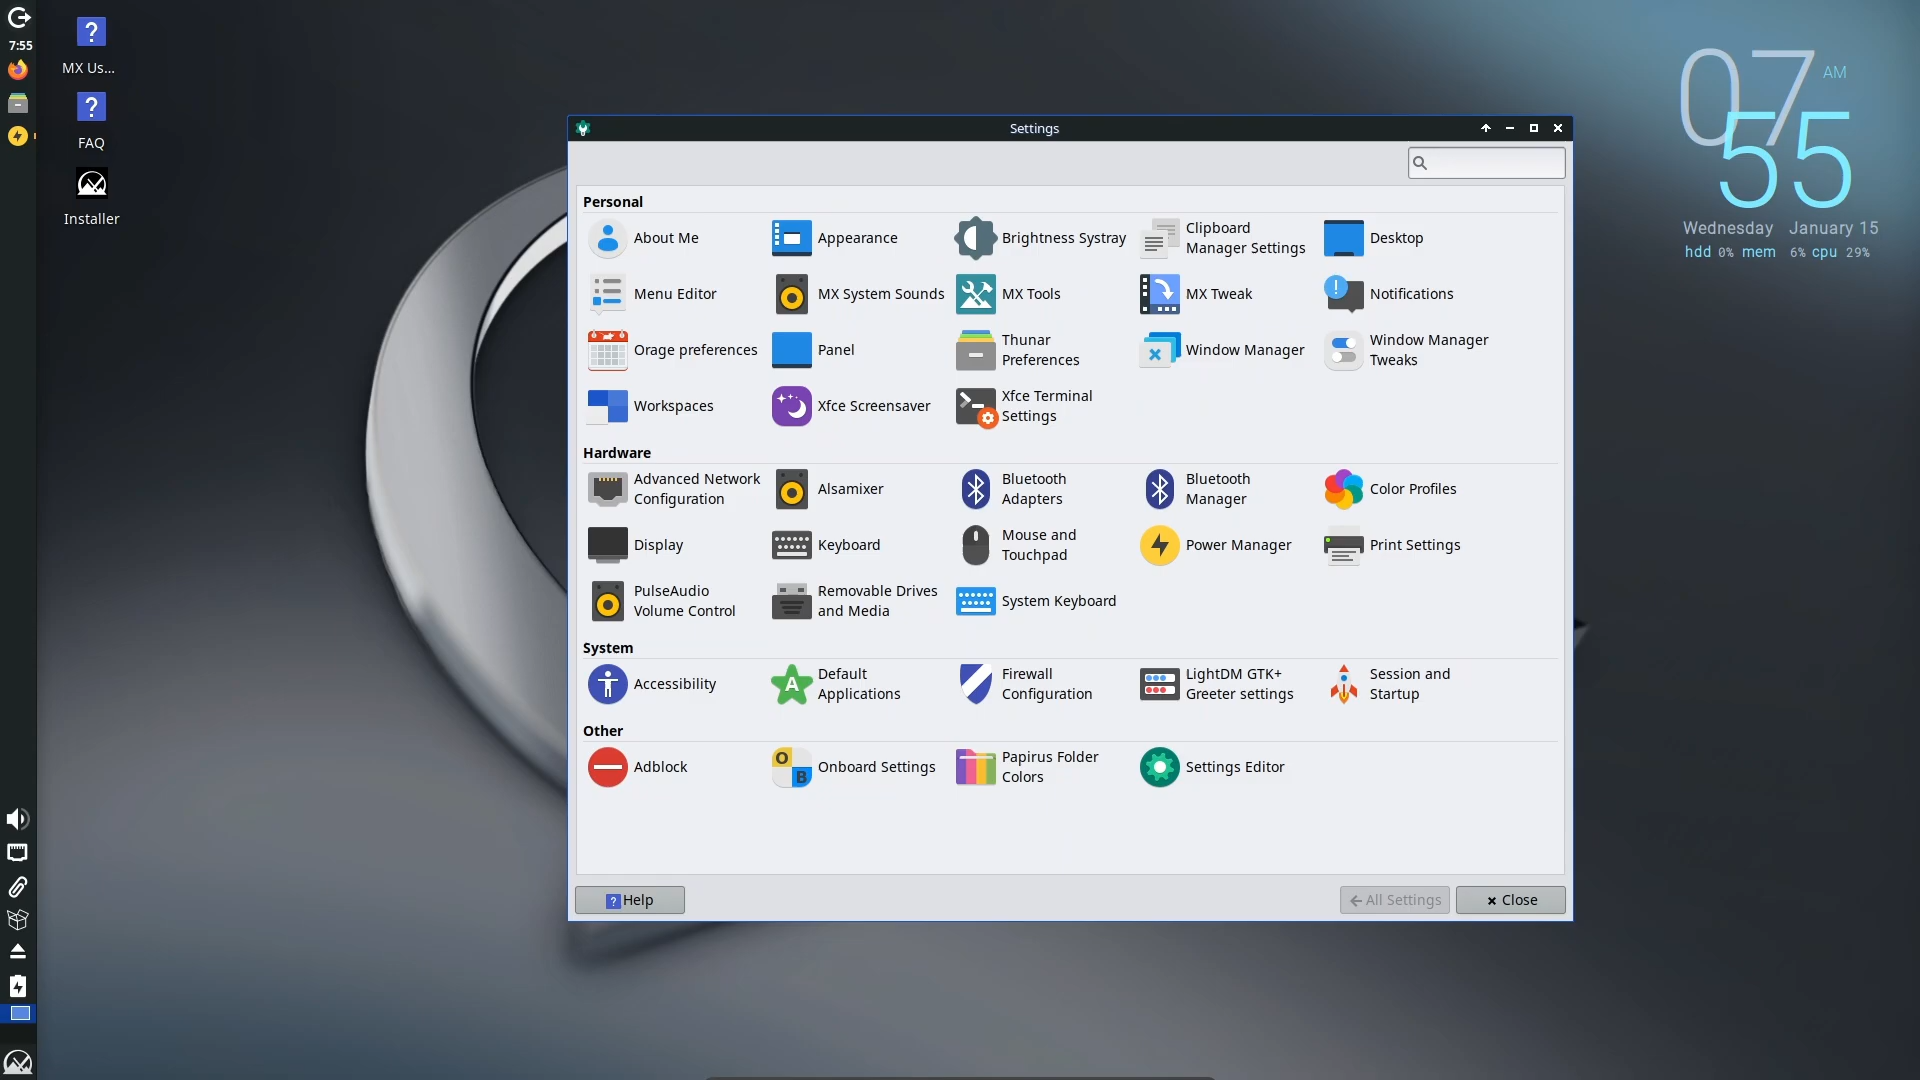 7:55
MX Us...
FAQ
Installer
07 AM
55
Wednesday January 15
hdd 0% mem 6% cpu 29%
Settings
Personal
About Me
Appearance
Brightness Systray
Clipboard
Manager Settings
Desktop
Menu Editor
MX System Sounds
MX Tools
MX Tweak
Notifications
Orage preferences
Panel
Thunar
Preferences
Window Manager
Window Manager
Tweaks
Workspaces
Xfce Screensaver
Xfce Terminal
Settings
Hardware
Advanced Network
Configuration
Alsamixer
Bluetooth
Adapters
Bluetooth
Manager
Color Profiles
Display
Keyboard
Mouse and
Touchpad
Power Manager
Print Settings
PulseAudio
Volume Control
Removable Drives
and Media
System Keyboard
System
Accessibility
Default
Applications
Firewall
Configuration
LightDM GTK+
Greeter settings
Session and
Startup
Other
Adblock
Onboard Settings
Papirus Folder
Colors
Settings Editor
Help
All Settings
Close